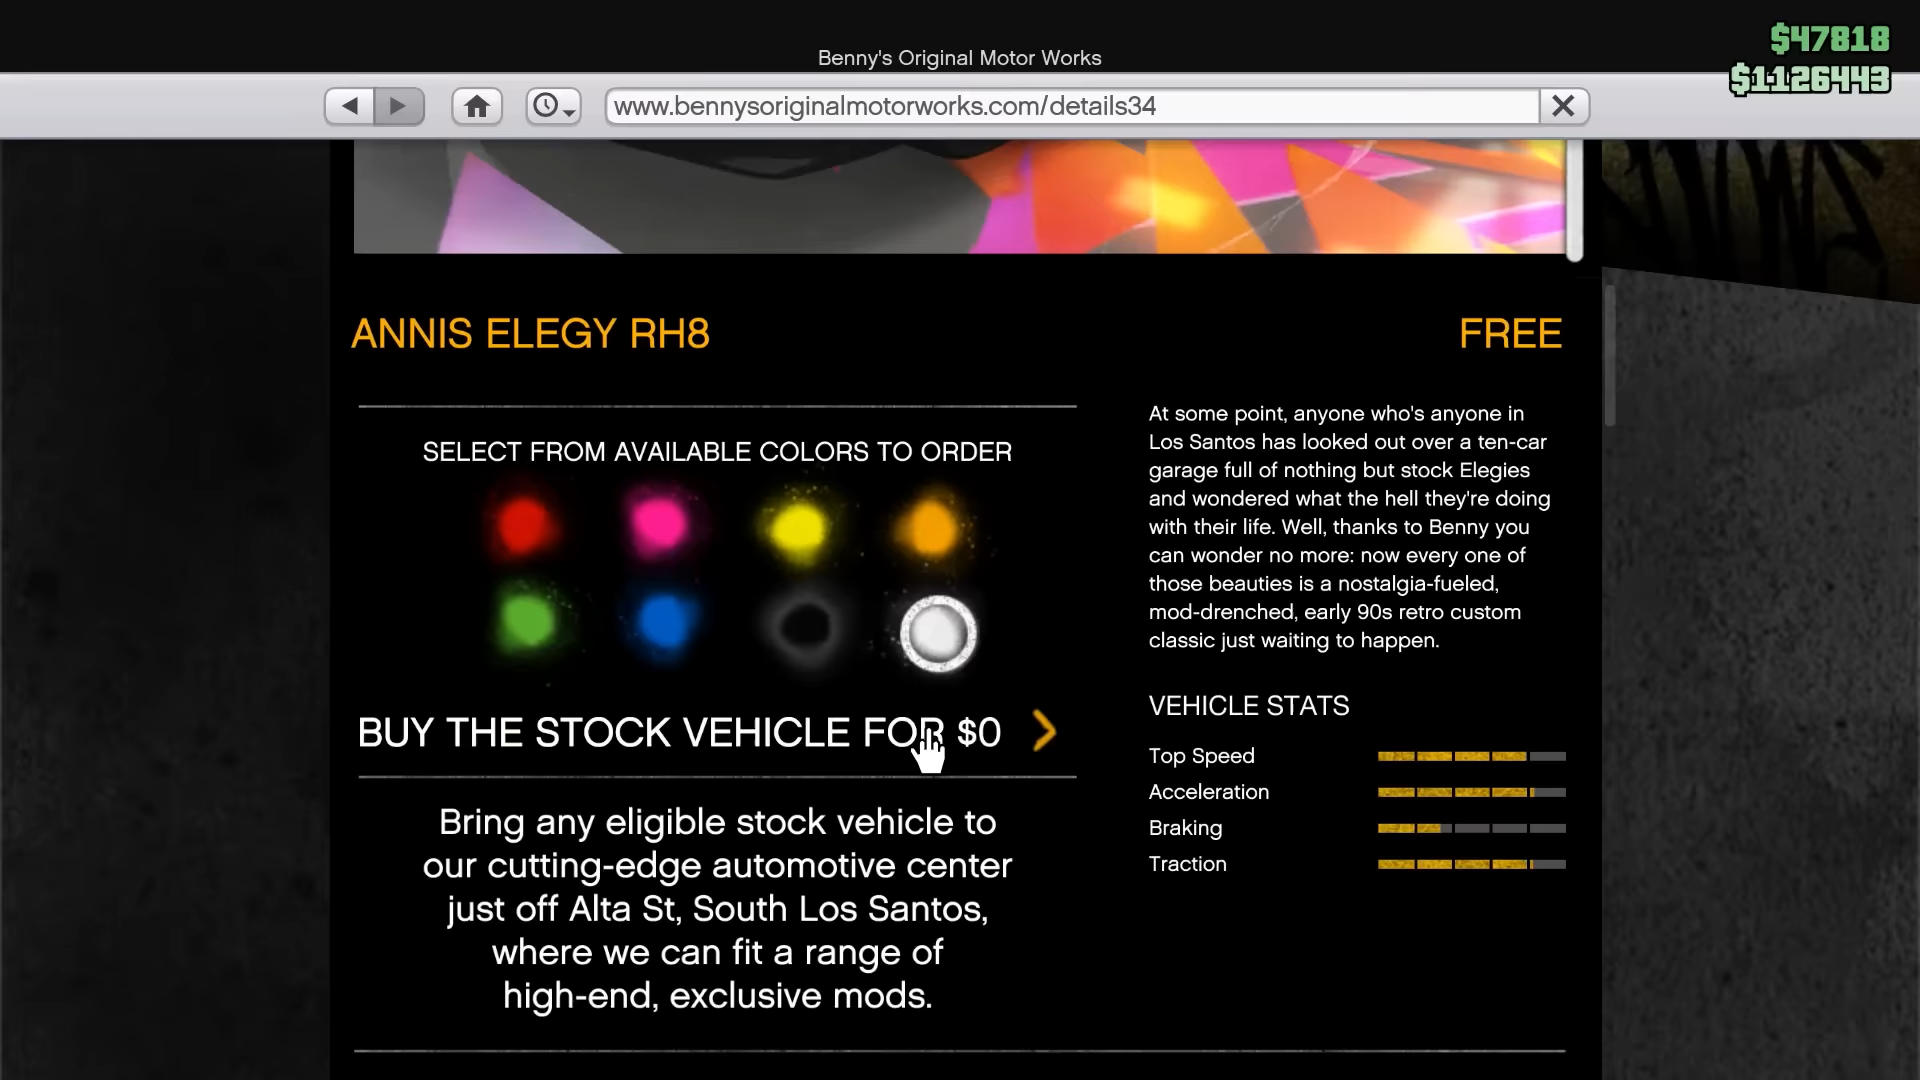 $47818
Benny's Original Motor Works
$1126443
www.bennysoriginalmotorworks.com/details34
ANNIS ELEGY RH8
FREE
SELECT FROM AVAILABLE COLORS TO ORDER
BUY THE STOCK VEHICLE FOR $0
Bring any eligible stock vehicle to
our cutting-edge automotive center
just off Alta St, South Los Santos,
where we can fit a range of
high-end, exclusive mods.
At some point, anyone who's anyone in
Los Santos has looked out over a ten-car
garage full of nothing but stock Elegies
and wondered what the hell they're doing
with their life. Well, thanks to Benny you
can wonder no more: now every one of
those beauties is a nostalgia-fueled,
mod-drenched, early 90s retro custom
classic just waiting to happen.
VEHICLE STATS
Top Speed
Acceleration
Braking
Traction